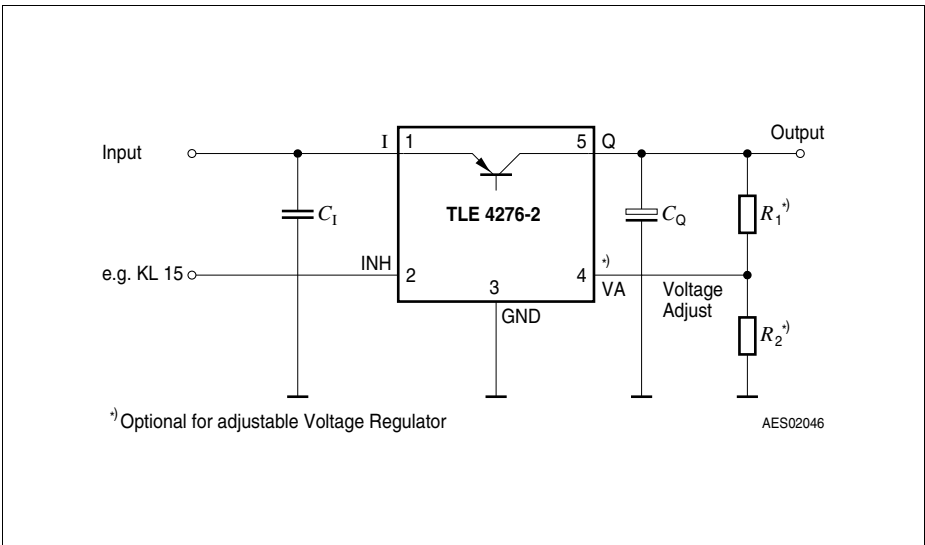 Input
I
1
5
Q
Output
C_I
TLE 4276-2
C_Q
R_1 *)
e.g. KL 15
INH
2
3
GND
4
*)
VA
Voltage
Adjust
R_2 *)
*) Optional for adjustable Voltage Regulator
AES02046